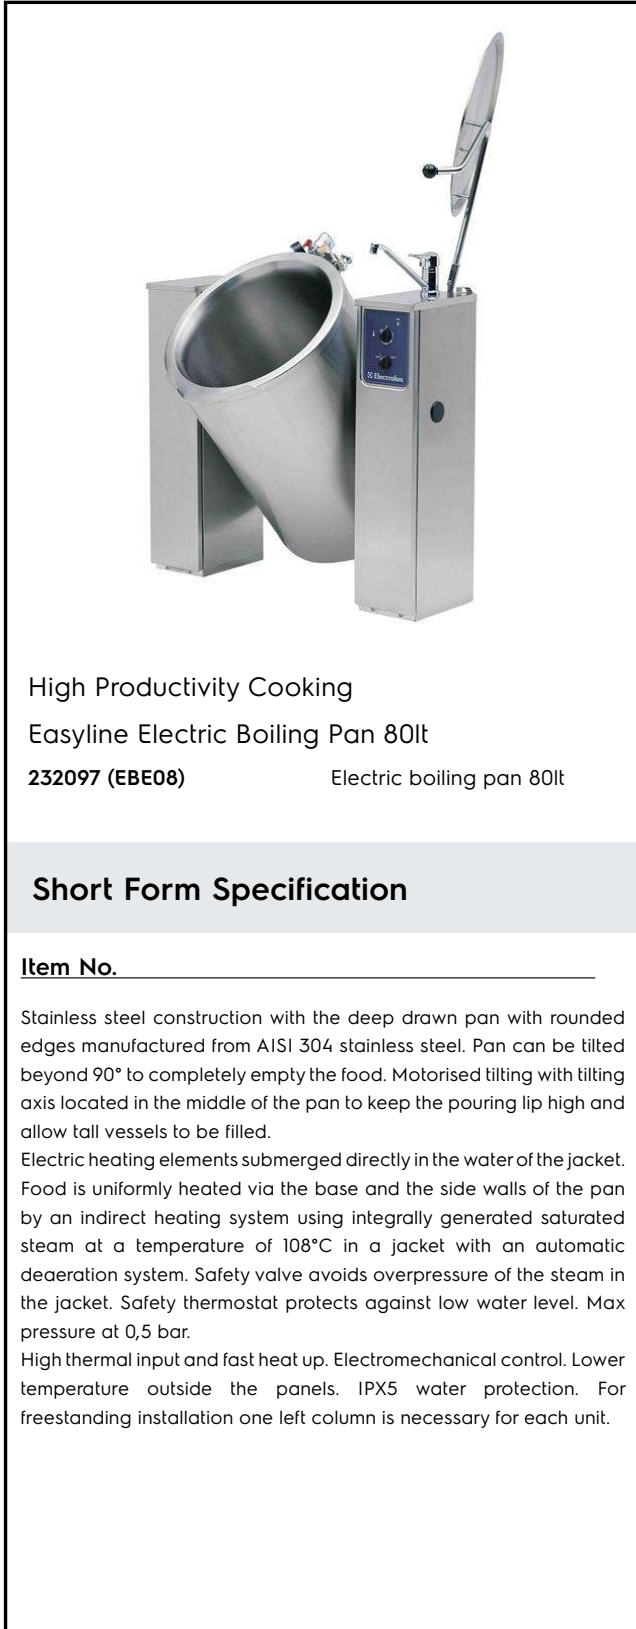 Electrolux
High Productivity Cooking
Easyline Electric Boiling Pan 80lt
232097 (EBE08) Electric boiling pan 80lt
Short Form Specification
Item No.
Stainless steel construction with the deep drawn pan with rounded
edges manufactured from AISI 304 stainless steel. Pan can be tilted
beyond 90° to completely empty the food. Motorised tilting with tilting
axis located in the middle of the pan to keep the pouring lip high and
allow tall vessels to be filled.
Electric heating elements submerged directly in the water of the jacket.
Food is uniformly heated via the base and the side walls of the pan
by an indirect heating system using integrally generated saturated
steam at a temperature of 108°C in a jacket with an automatic
deaeration system. Safety valve avoids overpressure of the steam in
the jacket. Safety thermostat protects against low water level. Max
pressure at 0,5 bar.
High thermal input and fast heat up. Electromechanical control. Lower
temperature outside the panels. IPX5 water protection. For
freestanding installation one left column is necessary for each unit.